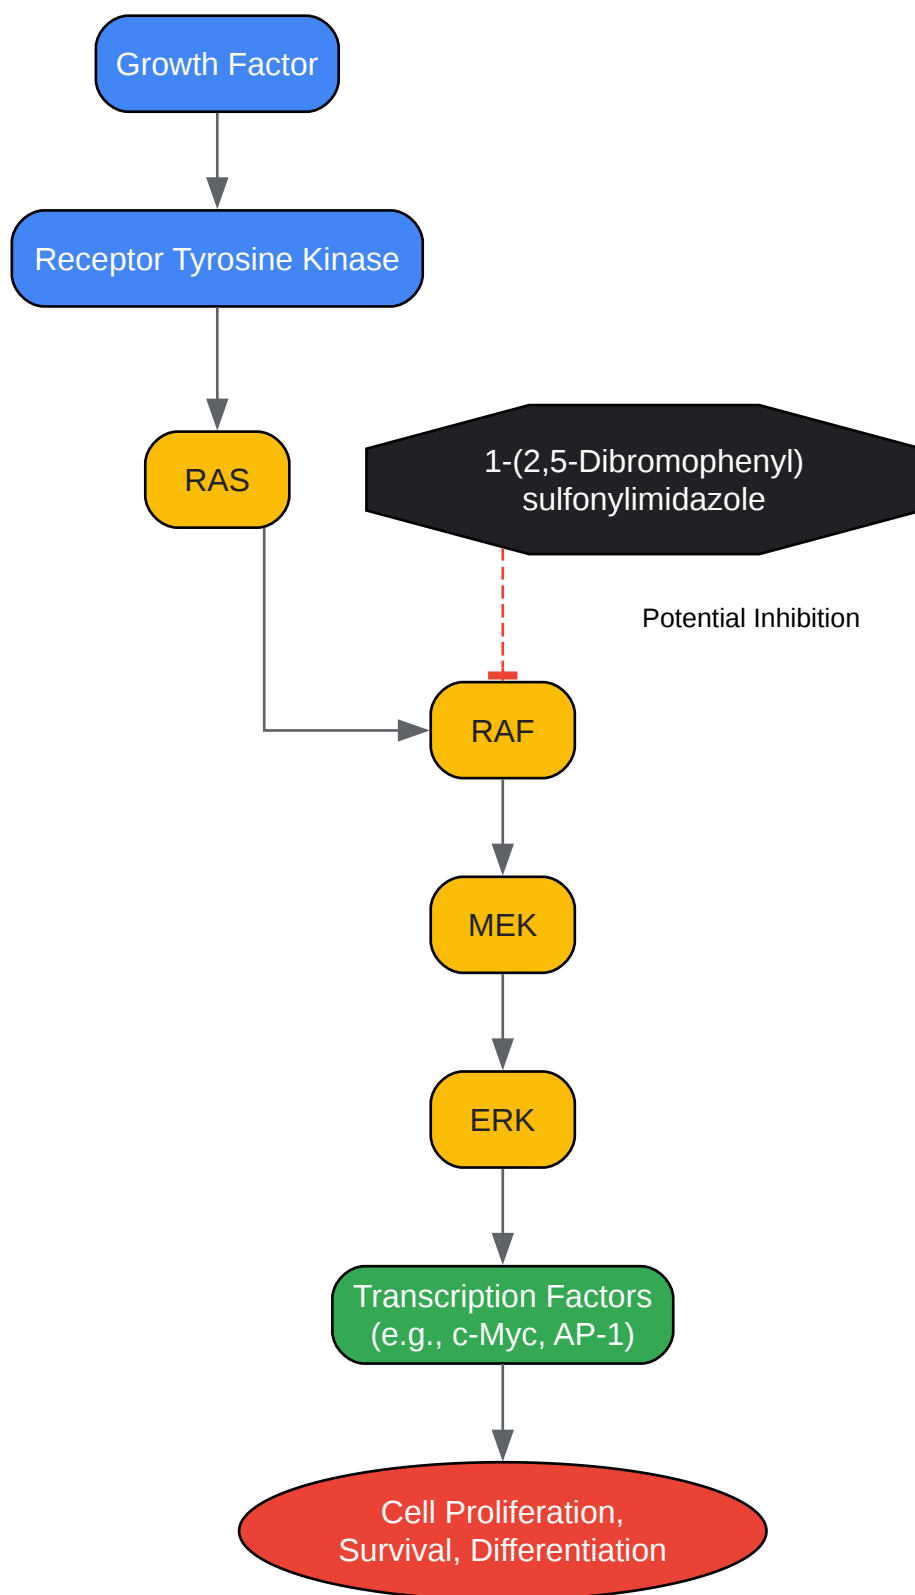 Growth Factor
Receptor Tyrosine Kinase
RAS
1-(2,5-Dibromophenyl)
sulfonylimidazole
Potential Inhibition
RAF
MEK
ERK
Transcription Factors
(e.g., c-Myc, AP-1)
Cell Proliferation,
Survival, Differentiation